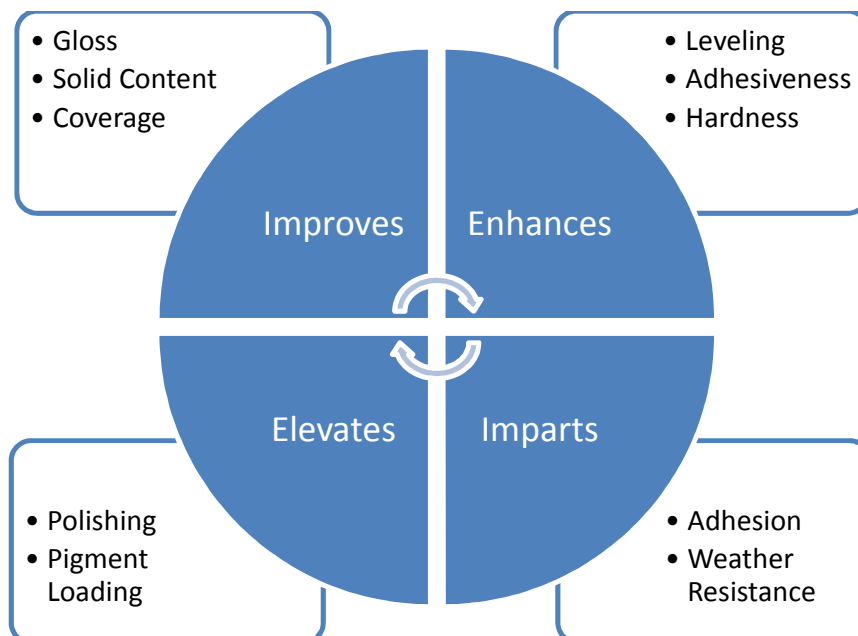 • Gloss
• Solid Content
• Coverage
• Leveling
• Adhesiveness
• Hardness
Improves
Enhances
Elevates
Imparts
• Polishing
• Pigment
Loading
• Adhesion
• Weather
Resistance